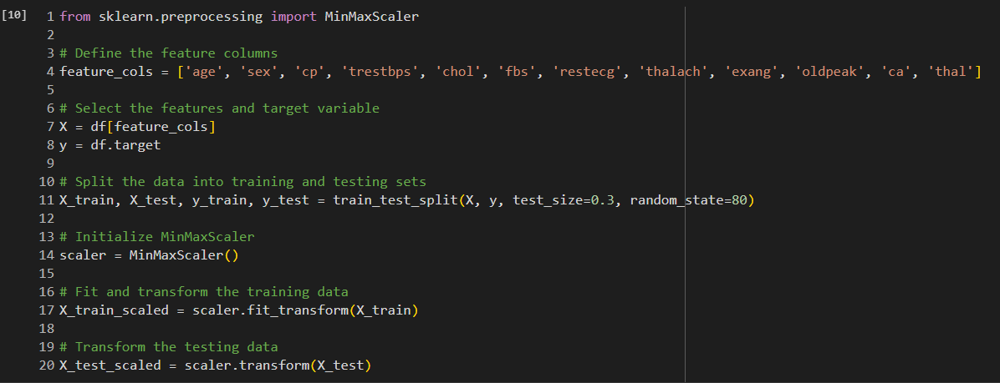 [10] 1 from sklearn.preprocessing import MinMaxScaler
2
3 # Define the feature columns
4 feature_cols = ['age', 'sex', 'cp', 'trestbps', 'chol', 'fbs', 'restecg', 'thalach', 'exang', 'oldpeak', 'ca', 'thal']
5
6 # Select the features and target variable
7 X = df[feature_cols]
8 y = df.target
9
10 # Split the data into training and testing sets
11 X_train, X_test, y_train, y_test = train_test_split(X, y, test_size=0.3, random_state=80)
12
13 # Initialize MinMaxScaler
14 scaler = MinMaxScaler()
15
16 # Fit and transform the training data
17 X_train_scaled = scaler.fit_transform(X_train)
18
19 # Transform the testing data
20 X_test_scaled = scaler.transform(X_test)